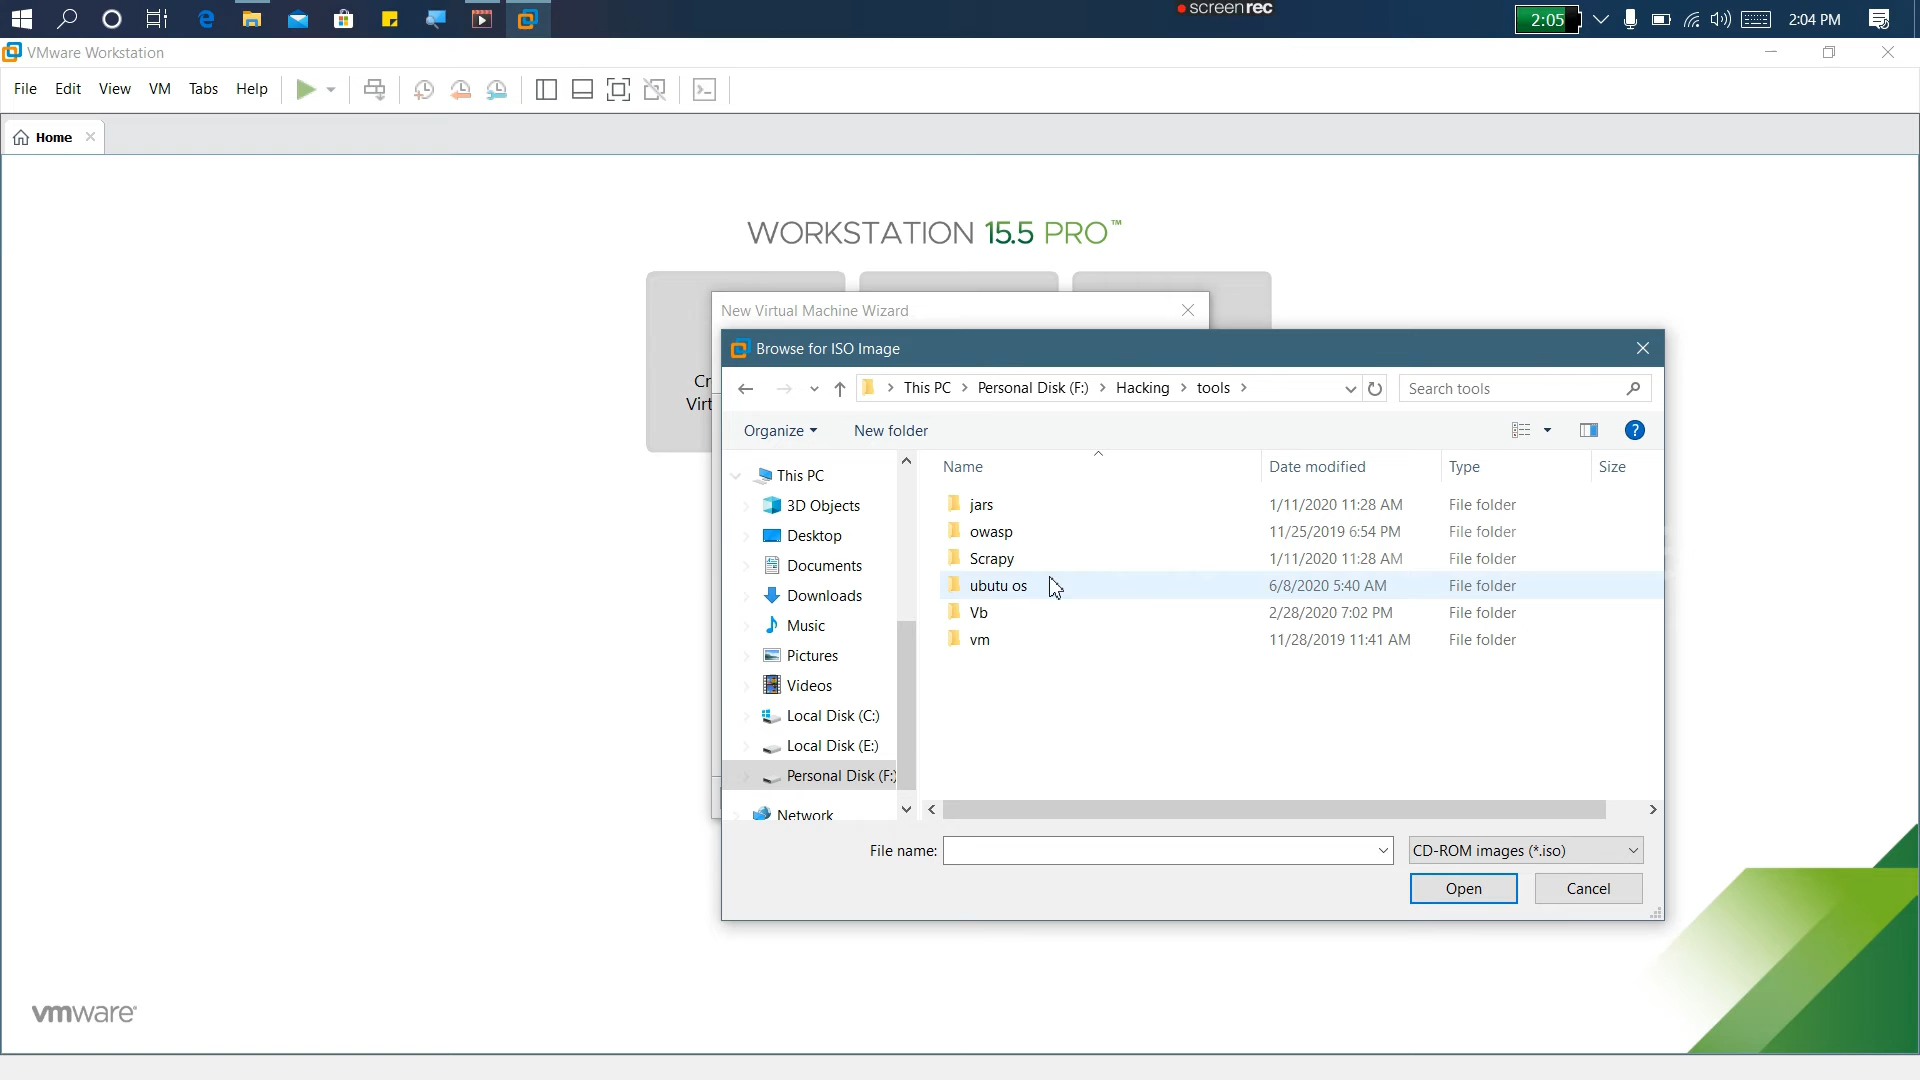 screenrec
2:05
2:04 PM
VMware Workstation
File Edit View VM Tabs Help
Home
WORKSTATION 15.5 PRO™
New Virtual Machine Wizard
Cr
Virt
Browse for ISO Image
This PC > Personal Disk (F:) > Hacking > tools >
Search tools
Organize
New folder
?
Name Date modified Type Size
This PC
3D Objects
Desktop
Documents
Downloads
Music
Pictures
Videos
Local Disk (C:)
Local Disk (E:)
Personal Disk (F:)
Network
jars 1/11/2020 11:28 AM File folder
owasp 11/25/2019 6:54 PM File folder
Scrapy 1/11/2020 11:28 AM File folder
ubutu os 6/8/2020 5:40 AM File folder
Vb 2/28/2020 7:02 PM File folder
vm 11/28/2019 11:41 AM File folder
File name:
CD-ROM images (*.iso)
Open
Cancel
vmware